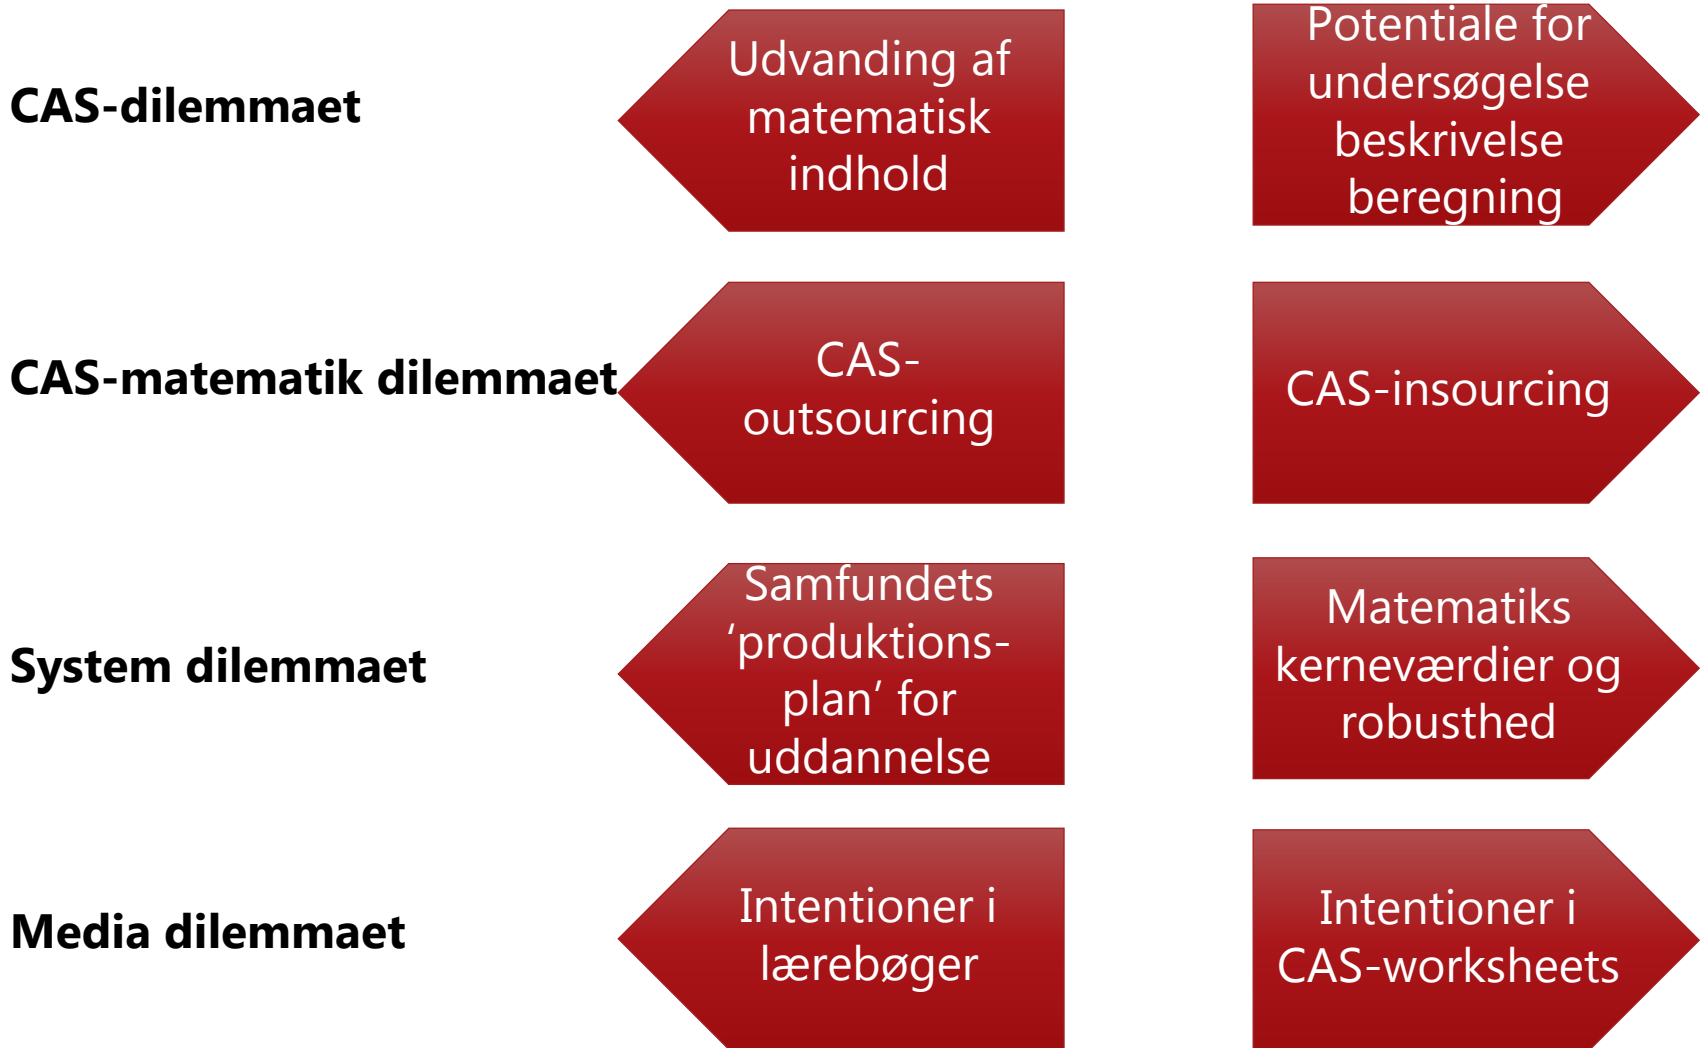 CAS-dilemmaet
Udvanding af
matematisk
indhold
Potentiale for
undersøgelse
beskrivelse
beregning
CAS-matematik dilemmaet
CAS-
outsourcing
CAS-insourcing
System dilemmaet
Samfundets
‘produktions-
plan’ for
uddannelse
Matematiks
kerneværdier og
robusthed
Media dilemmaet
Intentioner i
lærebøger
Intentioner i
CAS-worksheets